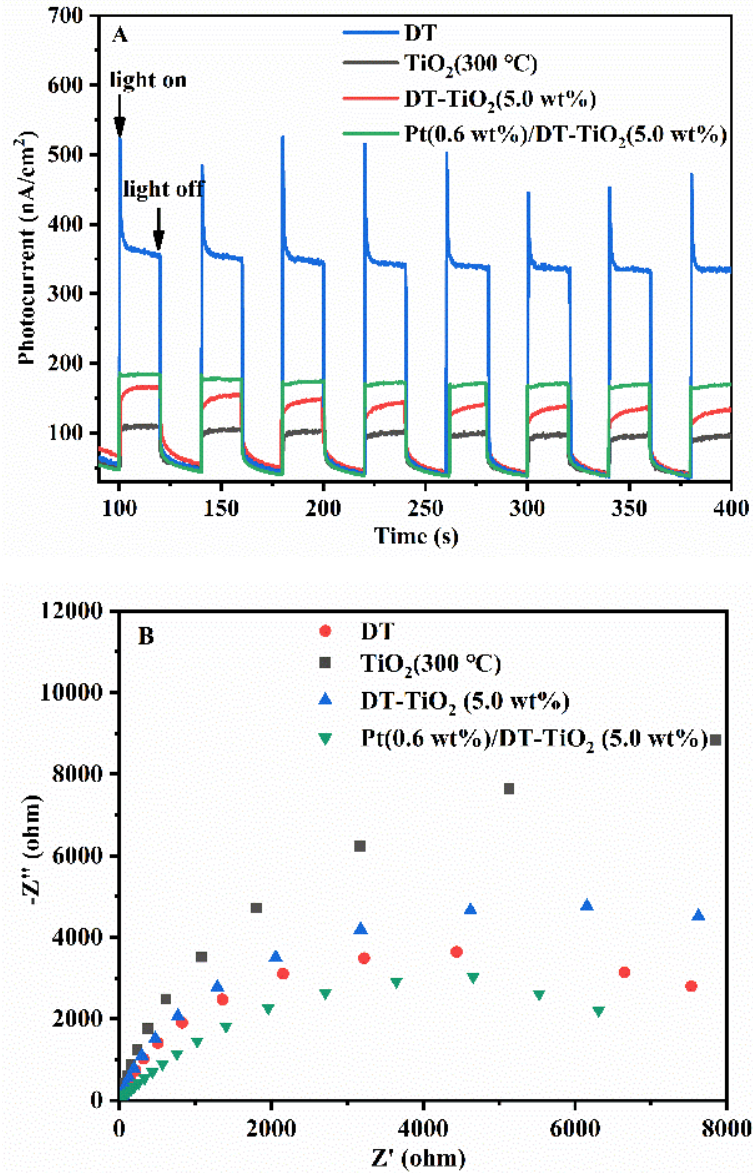 700
A
DT
TiO₂(300 °C)
light on
DT-TiO₂(5.0 wt%)
600
Pt(0.6 wt%)/DT-TiO₂(5.0 wt%)
500
light off
400
300
200
100
Photocurrent (nA/cm²)
100 150 200 250 300 350 400
Time (s)
12000
B
DT
TiO₂(300 °C)
10000
DT-TiO₂ (5.0 wt%)
Pt(0.6 wt%)/DT-TiO₂ (5.0 wt%)
8000
6000
4000
2000
0
-Z'' (ohm)
0 2000 4000 6000 8000
Z' (ohm)